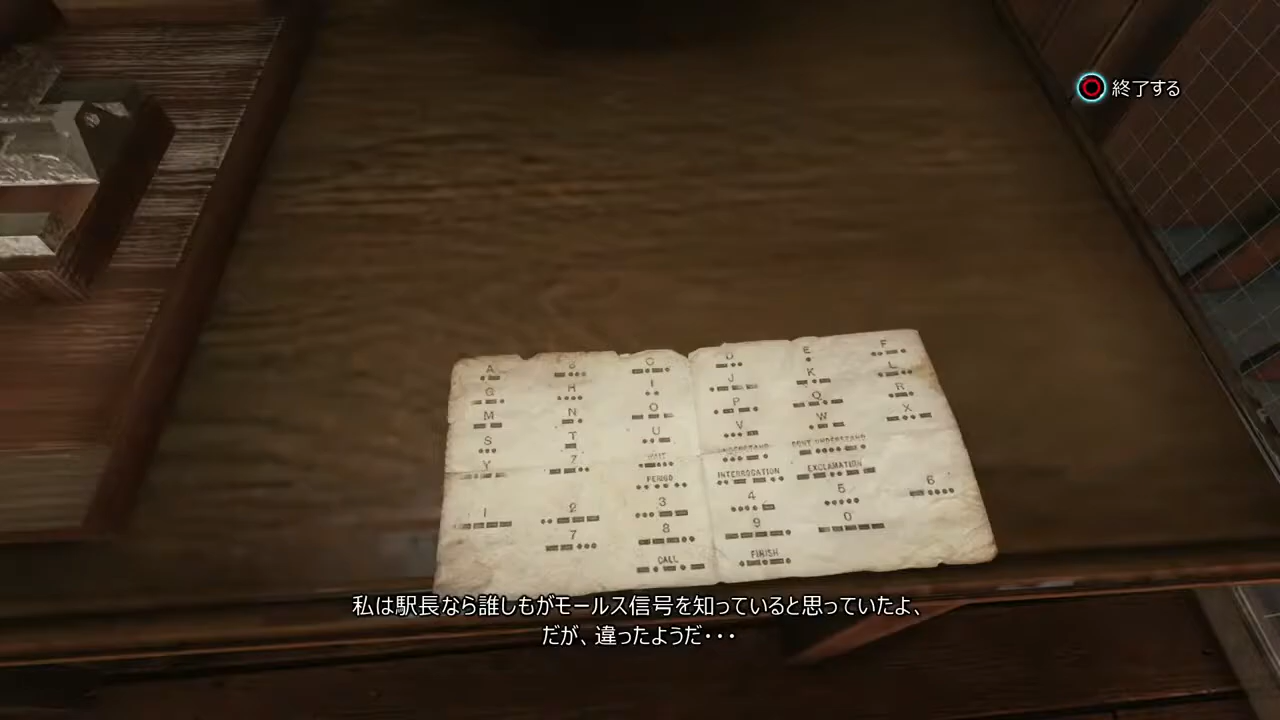 終了する
A B C D E F
G H I J K L
M N O P Q R
S T U V W X
Y Z WAIT UNDERSTAND DONT UNDERSTAND
PERIOD INTERROGATION EXCLAMATION
1 2 3 4 5 6
7 8 9 0
CALL FINISH
私は駅長なら誰しもがモールス信号を知っていると思っていたよ、
だが、違ったようだ・・・